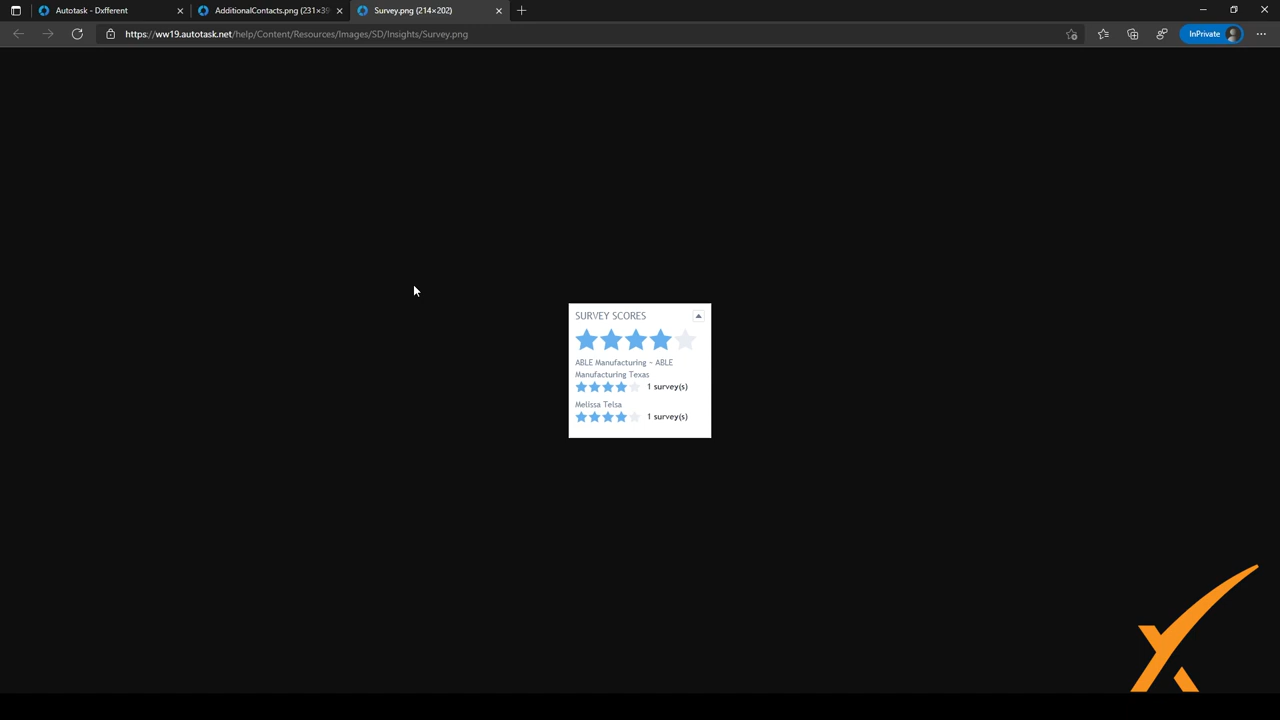 Autotask - Dxfferent
AdditionalContacts.png (231×39
Survey.png (214×202)
https://ww19.autotask.net/help/Content/Resources/Images/SD/Insights/Survey.png
InPrivate
SURVEY SCORES
ABLE Manufacturing - ABLE
Manufacturing Texas
1 survey(s)
Melissa Telsa
1 survey(s)